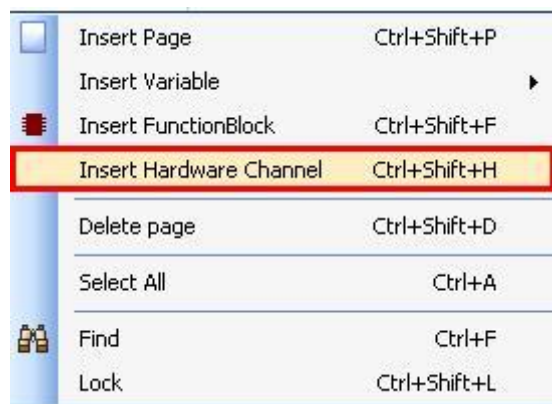 Insert Page Ctrl+Shift+P
Insert Variable
Insert FunctionBlock Ctrl+Shift+F
Insert Hardware Channel Ctrl+Shift+H
Delete page Ctrl+Shift+D
Select All Ctrl+A
Find Ctrl+F
Lock Ctrl+Shift+L